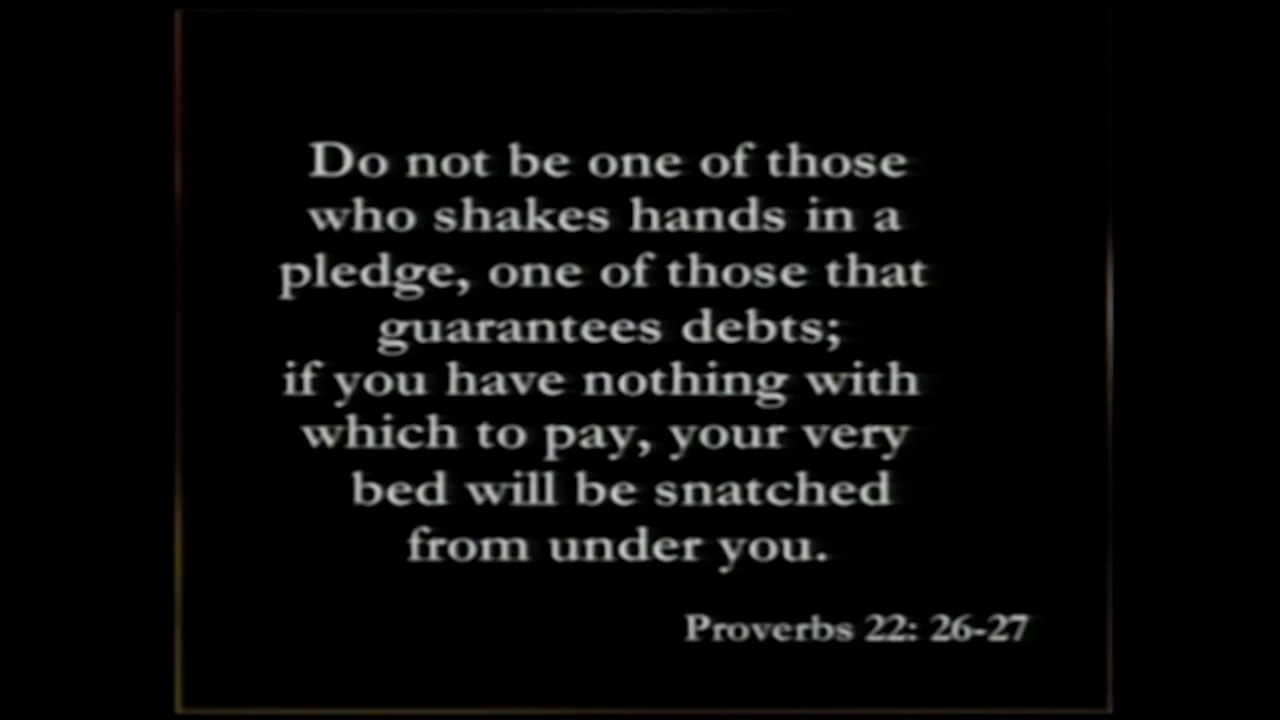 Do not be one of those
who shakes hands in a
pledge, one of those that
guarantees debts;
if you have nothing with
which to pay, your very
bed will be snatched
from under you.
Proverbs 22: 26-27